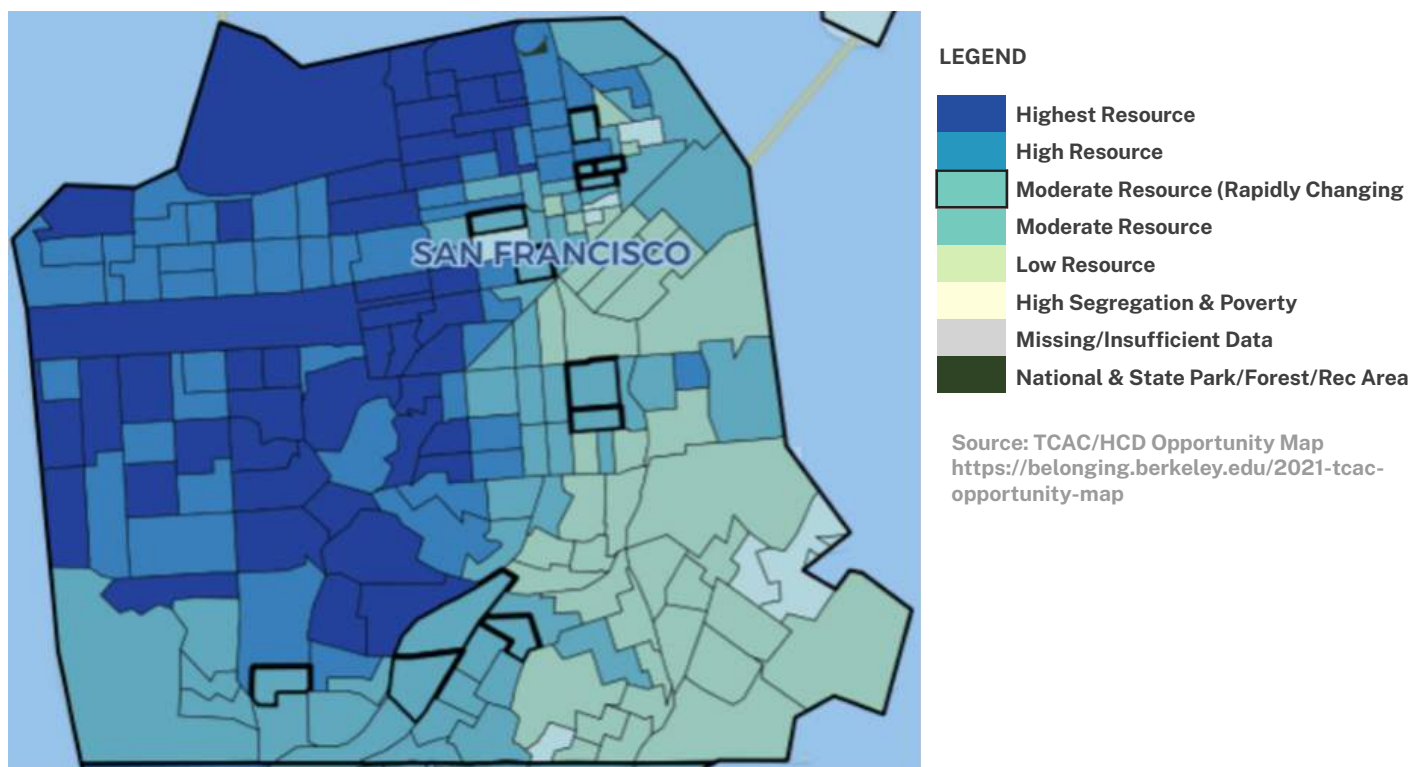 SAN FRANCISCO
LEGEND
Highest Resource
High Resource
Moderate Resource (Rapidly Changing
Moderate Resource
Low Resource
High Segregation & Poverty
Missing/Insufficient Data
National & State Park/Forest/Rec Area
Source: TCAC/HCD Opportunity Map
https://belonging.berkeley.edu/2021-tcac-
opportunity-map